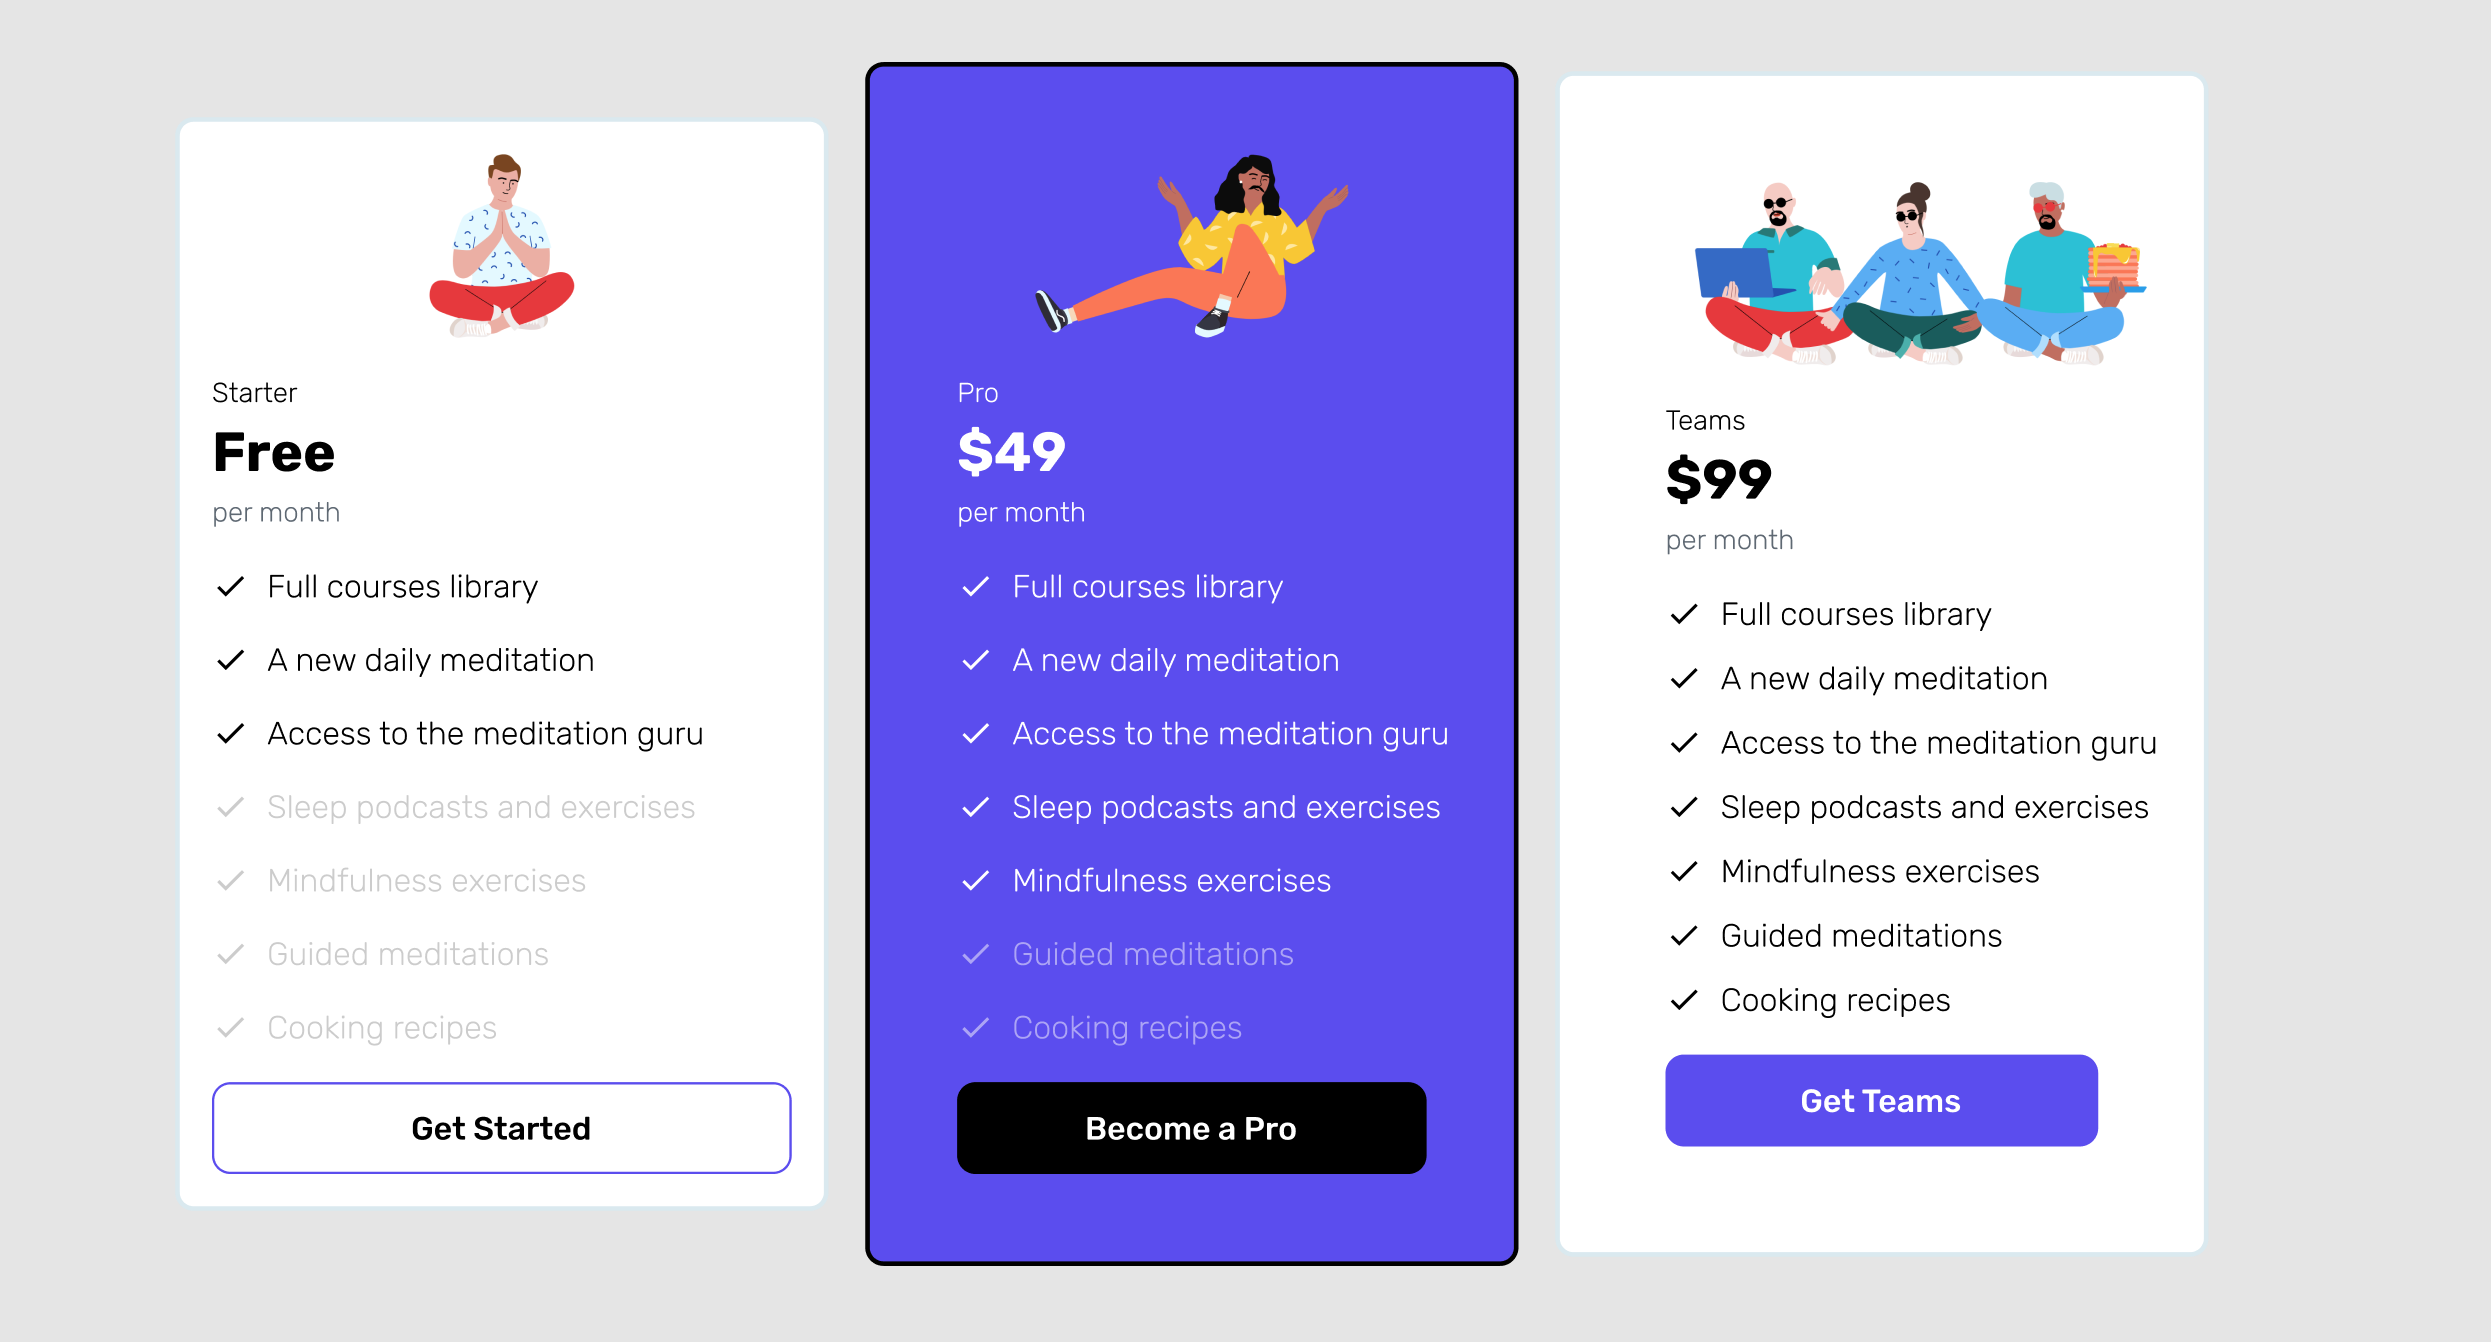 Starter
Free
per month
Full courses library
A new daily meditation
Access to the meditation guru
Sleep podcasts and exercises
Mindfulness exercises
Guided meditations
Cooking recipes
Get Started
Pro
$49
per month
Full courses library
A new daily meditation
Access to the meditation guru
Sleep podcasts and exercises
Mindfulness exercises
Guided meditations
Cooking recipes
Become a Pro
Teams
$99
per month
Full courses library
A new daily meditation
Access to the meditation guru
Sleep podcasts and exercises
Mindfulness exercises
Guided meditations
Cooking recipes
Get Teams